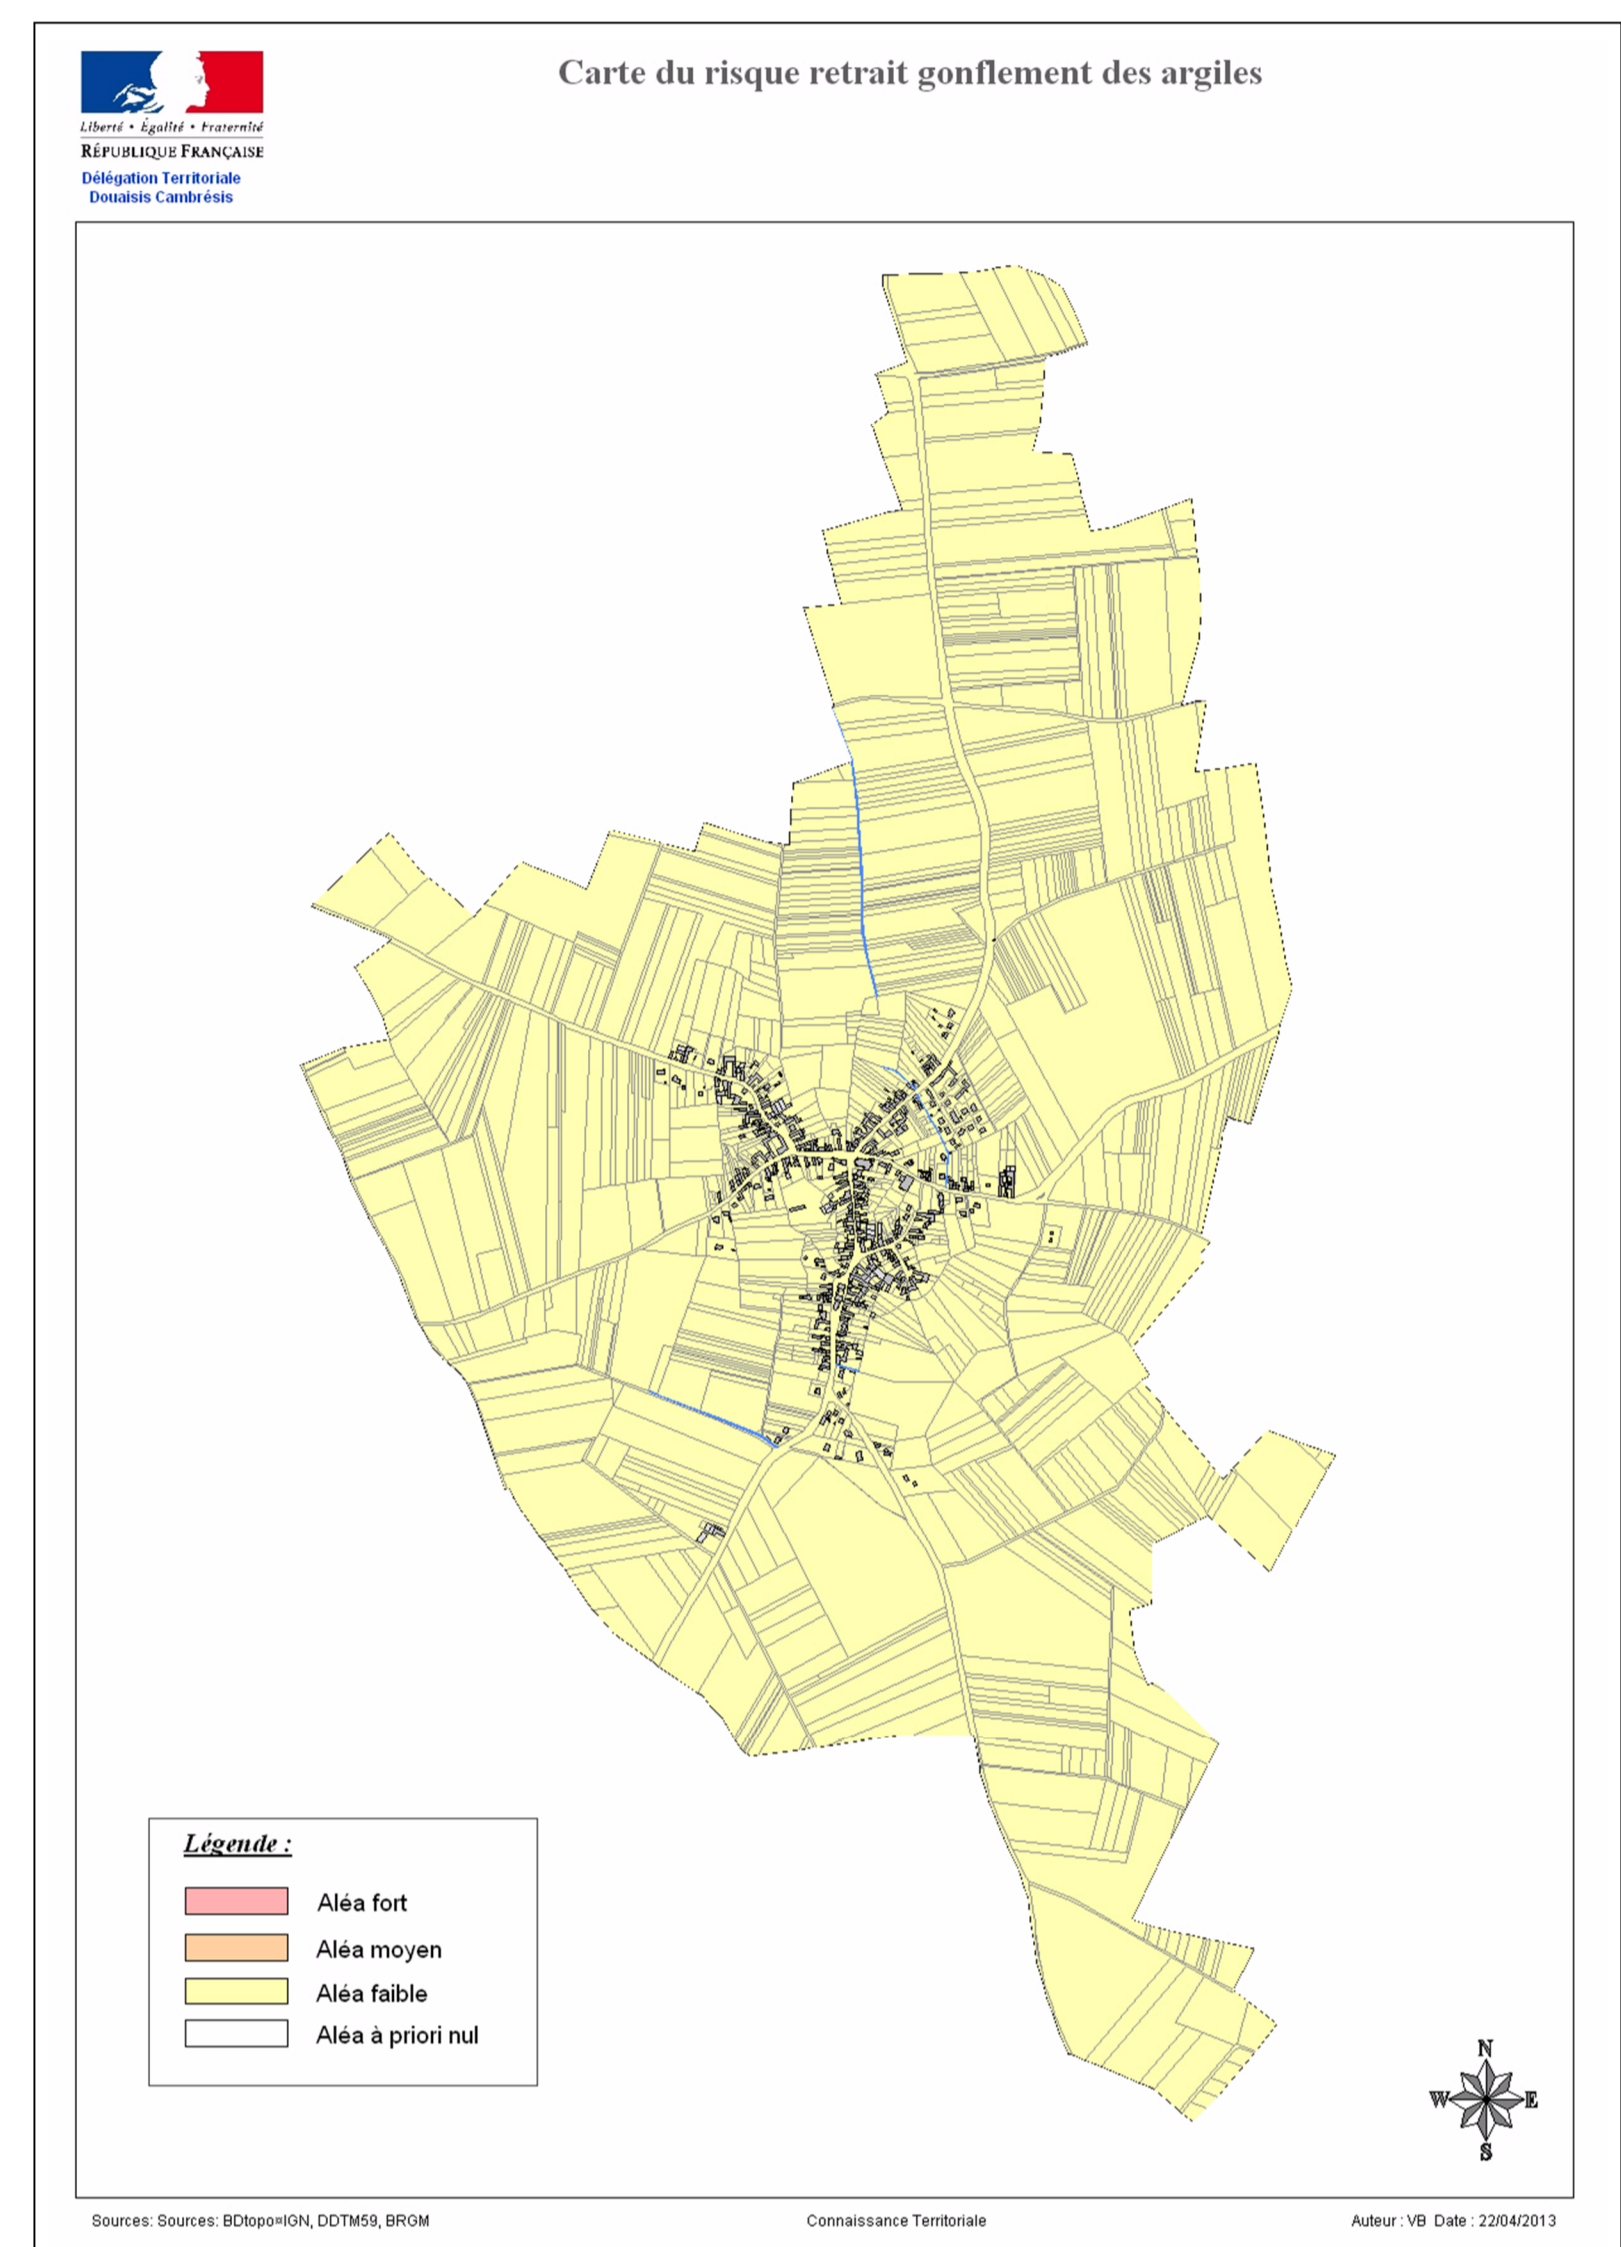 Carte du risque retrait gonflement des argiles
Liberté • Égalité • Fraternité
RÉPUBLIQUE FRANÇAISE
Délégation Territoriale
Douaisis Cambrésis
Légende :
Aléa fort
Aléa moyen
Aléa faible
Aléa à priori nul
N
W E
S
Sources: Sources: BDtopo¤IGN, DDTM59, BRGM
Connaissance Territoriale
Auteur : VB Date : 22/04/2013